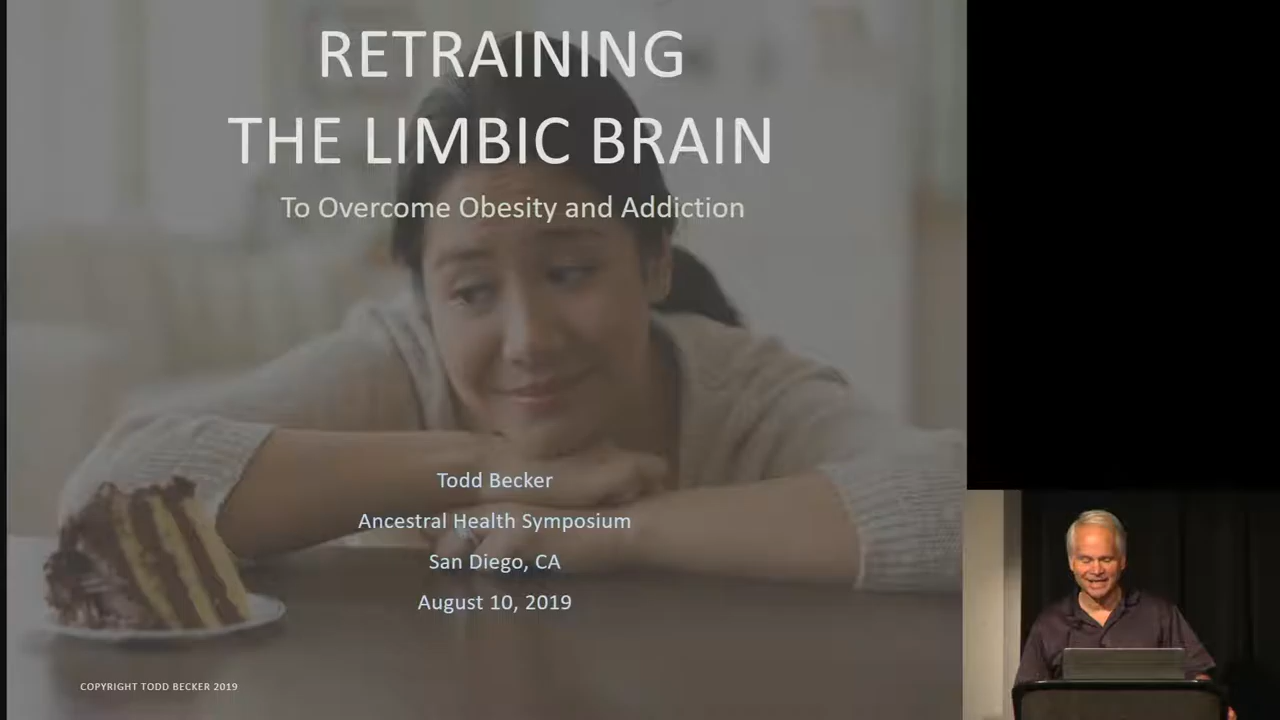 RETRAINING
THE LIMBIC BRAIN
To Overcome Obesity and Addiction
Todd Becker
Ancestral Health Symposium
San Diego, CA
August 10, 2019
COPYRIGHT TODD BECKER 2019